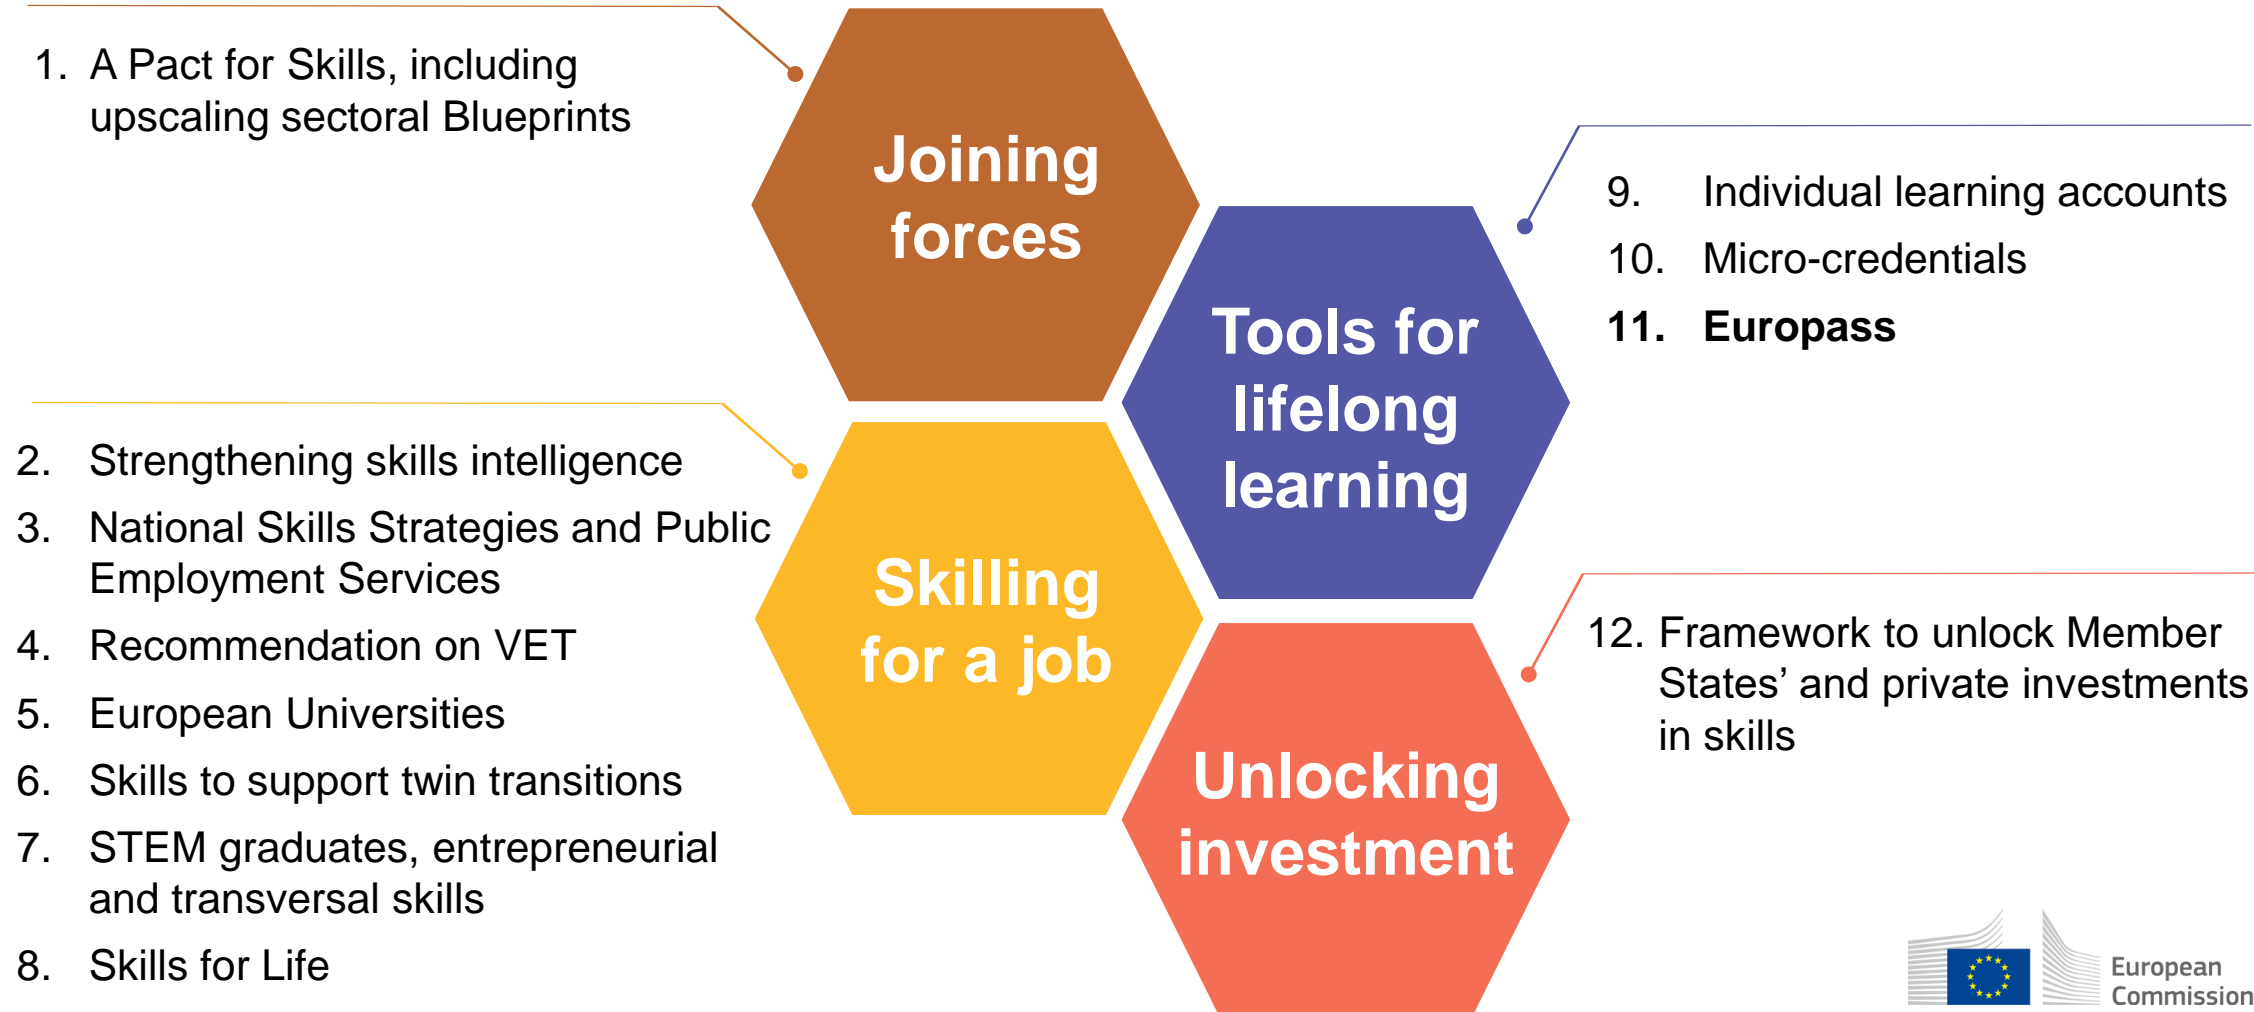 1. A Pact for Skills, including
upscaling sectoral Blueprints
Joining
forces
2. Strengthening skills intelligence
3. National Skills Strategies and Public
Employment Services
4. Recommendation on VET
5. European Universities
6. Skills to support twin transitions
7. STEM graduates, entrepreneurial
and transversal skills
8. Skills for Life
Skilling
for a job
Tools for
lifelong
learning
9. Individual learning accounts
10. Micro-credentials
11. Europass
Unlocking
investment
12. Framework to unlock Member
States’ and private investments
in skills
European
Commission